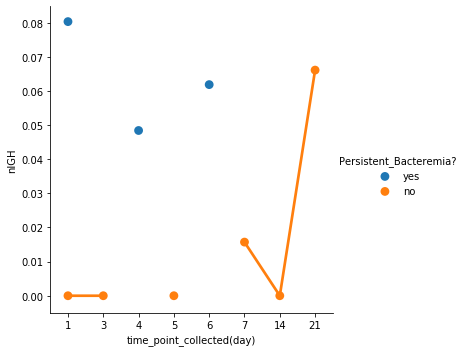 0.08
0.07
0.06
0.05
0.04
0.03
0.02
0.01
0.00
nIGH
1 3 4 5 6 7 14 21
time_point_collected(day)
Persistent_Bacteremia?
yes
no